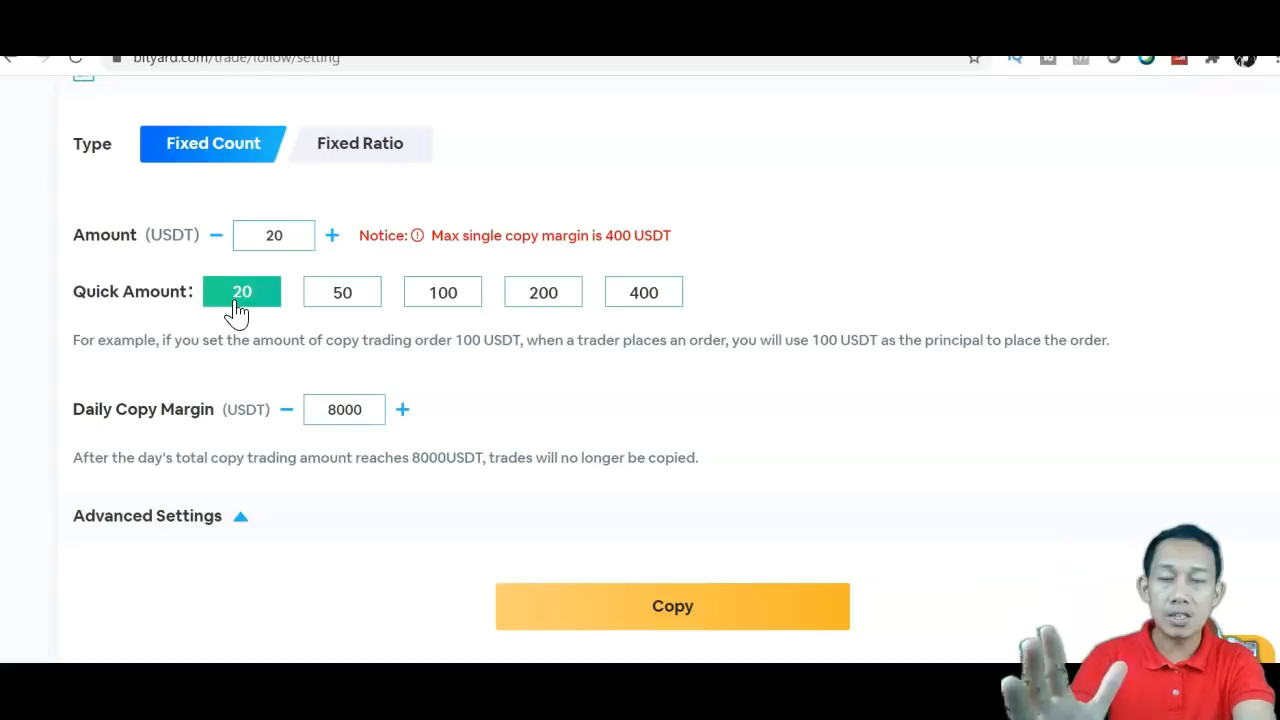 bityard.com/trade/follow/setting
Type Fixed Count Fixed Ratio
Amount (USDT) − 20 + Notice: Max single copy margin is 400 USDT
Quick Amount: 20 50 100 200 400
For example, if you set the amount of copy trading order 100 USDT, when a trader places an order, you will use 100 USDT as the principal to place the order.
Daily Copy Margin (USDT) − 8000 +
After the day's total copy trading amount reaches 8000USDT, trades will no longer be copied.
Advanced Settings
Copy